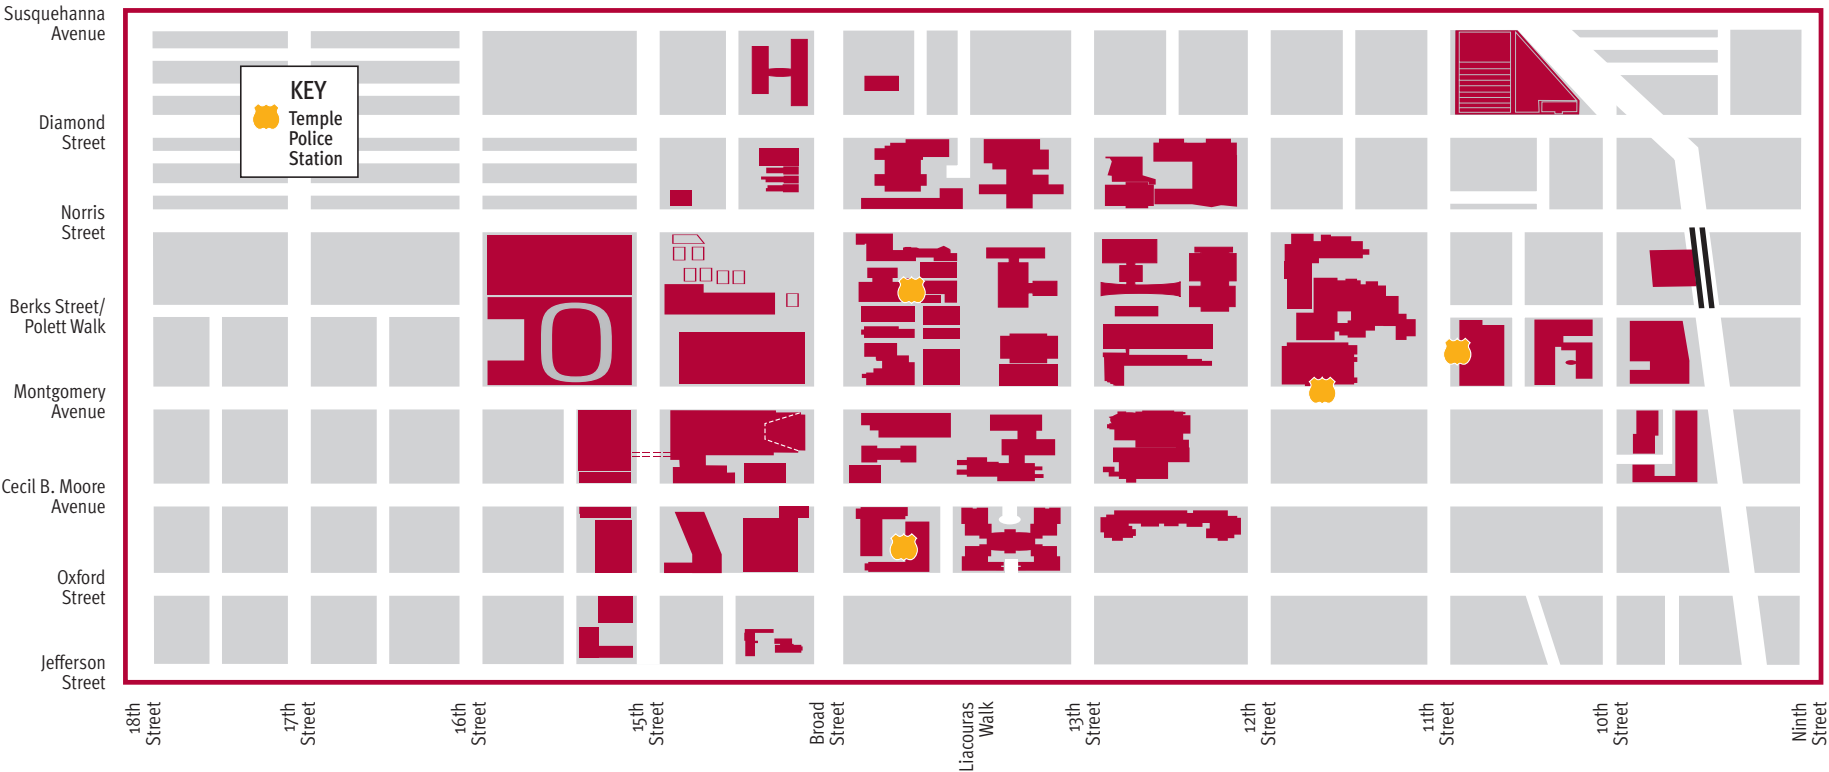 Susquehanna
Avenue
KEY
Temple
Police
Station
Diamond
Street
Norris
Street
Berks Street/
Polett Walk
Montgomery
Avenue
Cecil B. Moore
Avenue
Oxford
Street
Jefferson
Street
18th
Street
17th
Street
16th
Street
15th
Street
Broad
Street
Liacouras
Walk
13th
Street
12th
Street
11th
Street
10th
Street
Ninth
Street